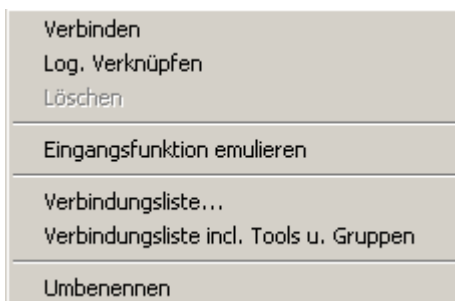 Verbinden
Log. Verknüpfen
Löschen
Eingangsfunktion emulieren
Verbindungsliste...
Verbindungsliste incl. Tools u. Gruppen
Umbenennen